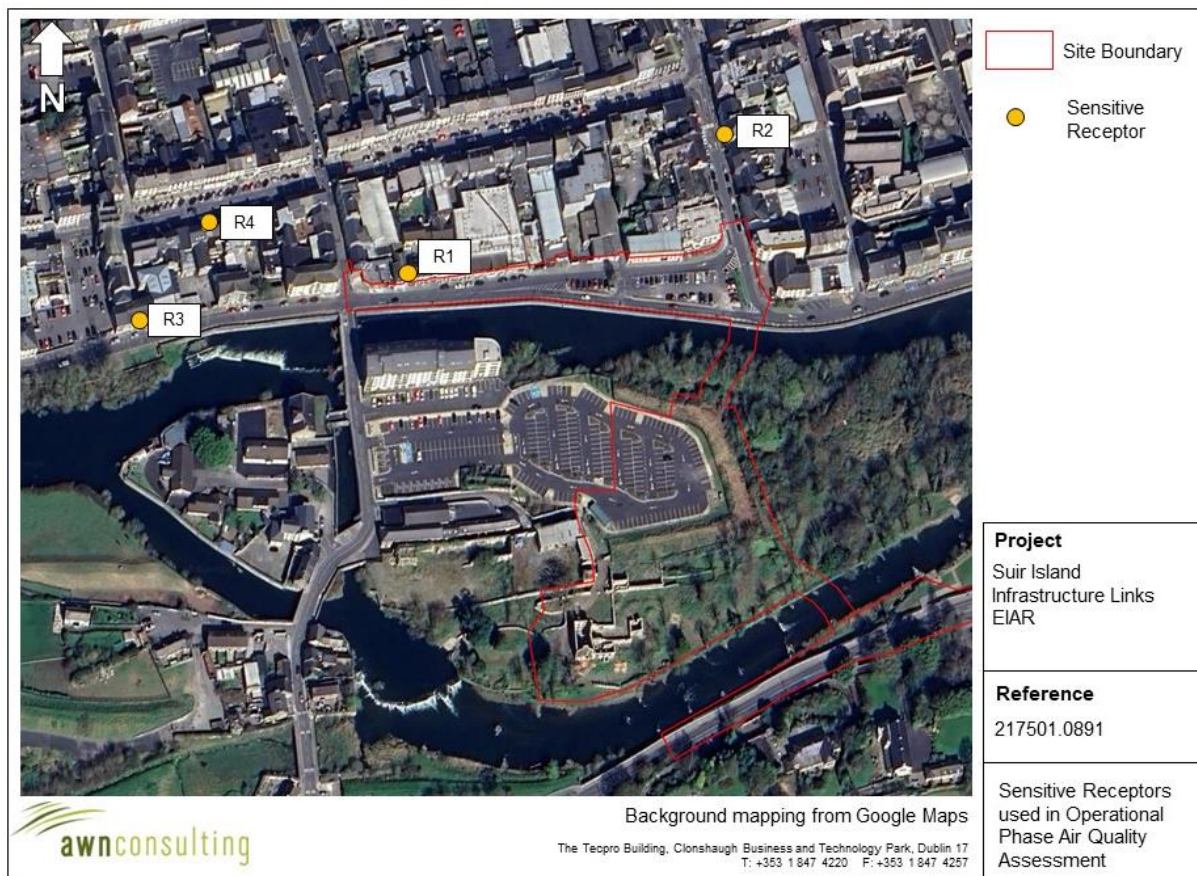 N
R2
R4
R1
R3
Site Boundary
Sensitive
Receptor
Project
Suir Island
Infrastructure Links
EIAR
Reference
217501.0891
Sensitive Receptors
used in Operational
Phase Air Quality
Assessment
awnconsulting
Background mapping from Google Maps
The Tecpro Building, Clonshaugh Business and Technology Park, Dublin 17
T: +353 1 847 4220 F: +353 1 847 4257